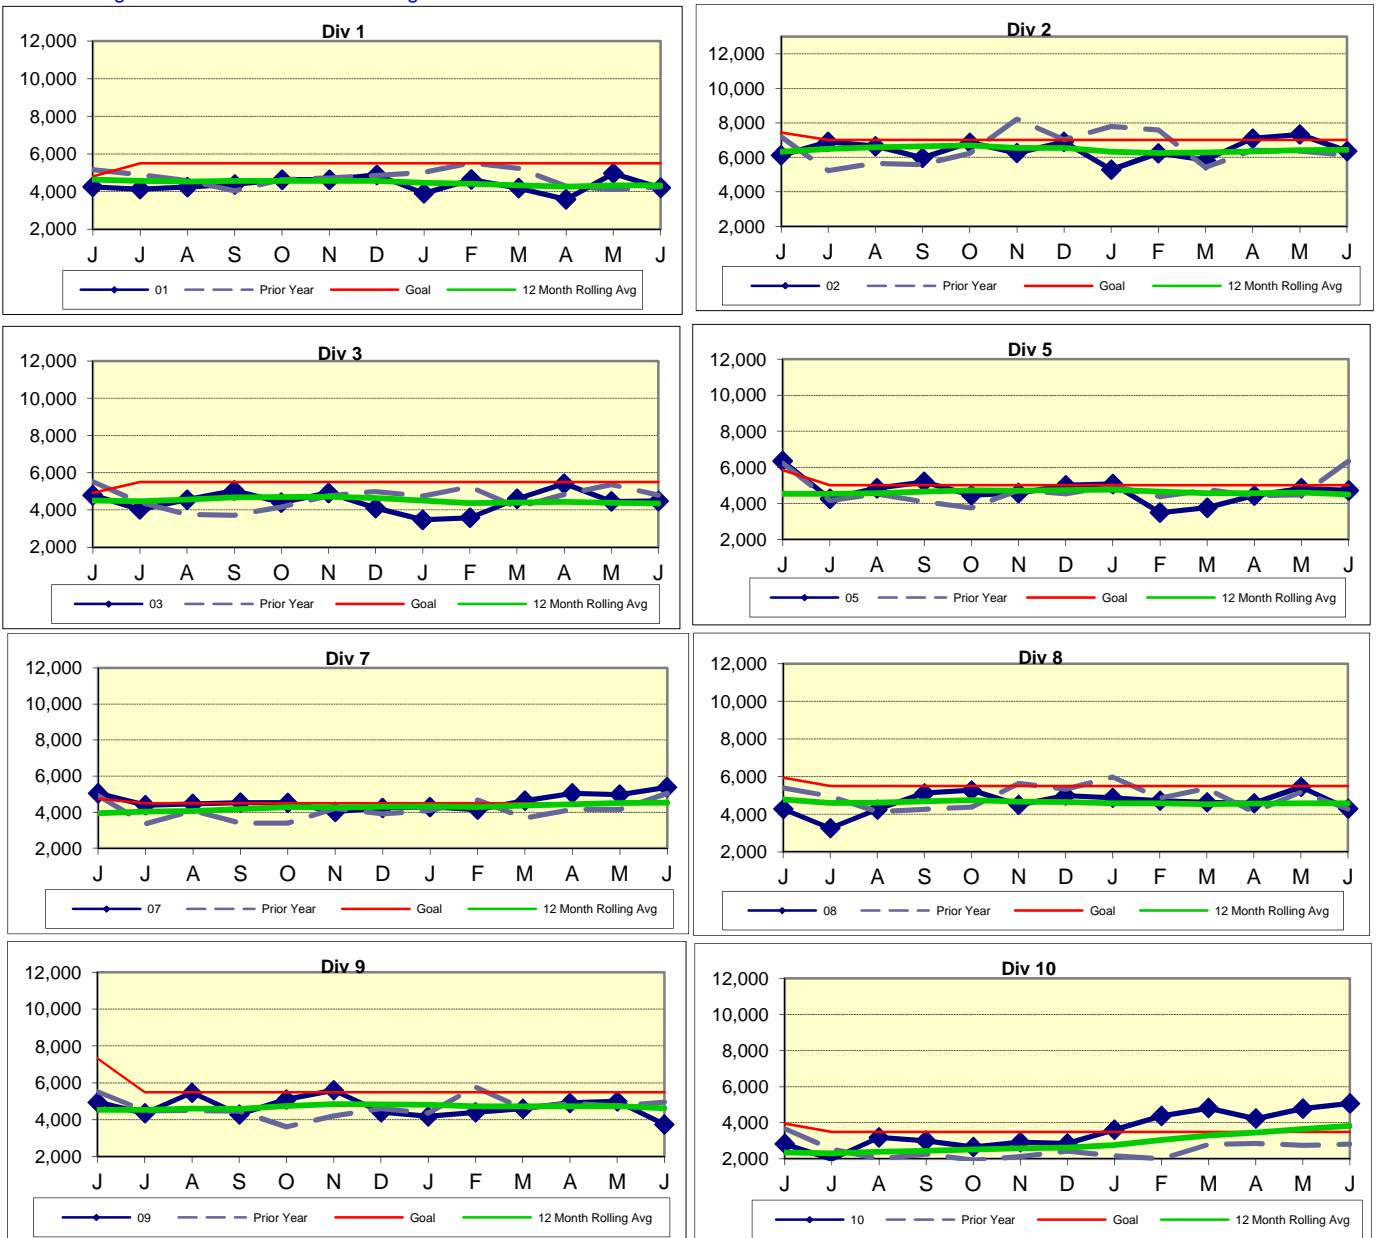 Div 1
12,000
10,000
8,000
6,000
4,000
2,000
J J A S O N D J F M A M J
01 Prior Year Goal 12 Month Rolling Avg
Div 2
12,000
10,000
8,000
6,000
4,000
2,000
J J A S O N D J F M A M J
02 Prior Year Goal 12 Month Rolling Avg
Div 3
12,000
10,000
8,000
6,000
4,000
2,000
J J A S O N D J F M A M J
03 Prior Year Goal 12 Month Rolling Avg
Div 5
12,000
10,000
8,000
6,000
4,000
2,000
J J A S O N D J F M A M J
05 Prior Year Goal 12 Month Rolling Avg
Div 7
12,000
10,000
8,000
6,000
4,000
2,000
J J A S O N D J F M A M J
07 Prior Year Goal 12 Month Rolling Avg
Div 8
12,000
10,000
8,000
6,000
4,000
2,000
J J A S O N D J F M A M J
08 Prior Year Goal 12 Month Rolling Avg
Div 9
12,000
10,000
8,000
6,000
4,000
2,000
J J A S O N D J F M A M J
09 Prior Year Goal 12 Month Rolling Avg
Div 10
12,000
10,000
8,000
6,000
4,000
2,000
J J A S O N D J F M A M J
10 Prior Year Goal 12 Month Rolling Avg